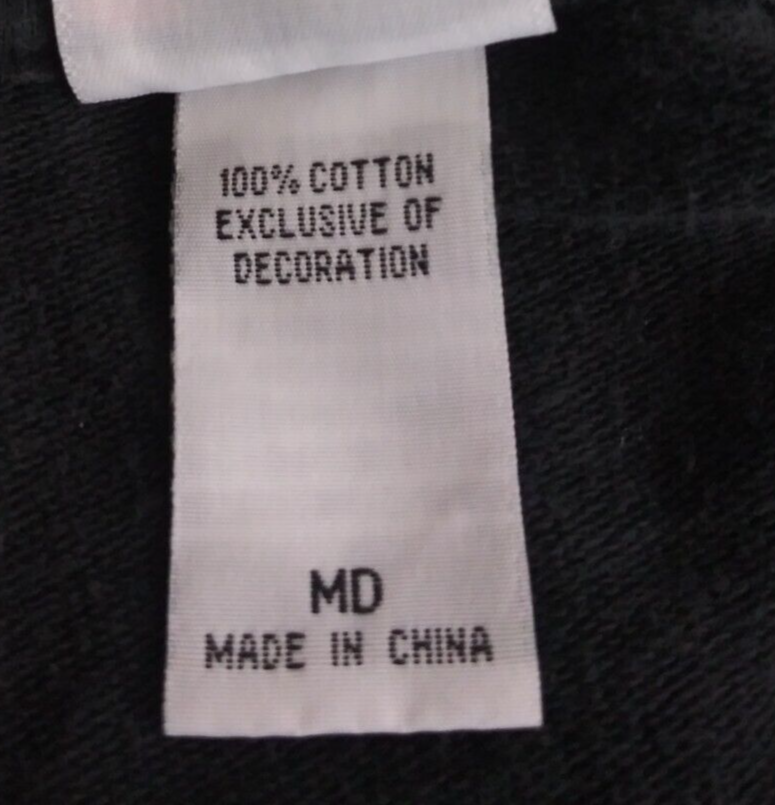 100% COTTON
EXCLUSIVE OF
DECORATION
MD
MADE IN CHINA